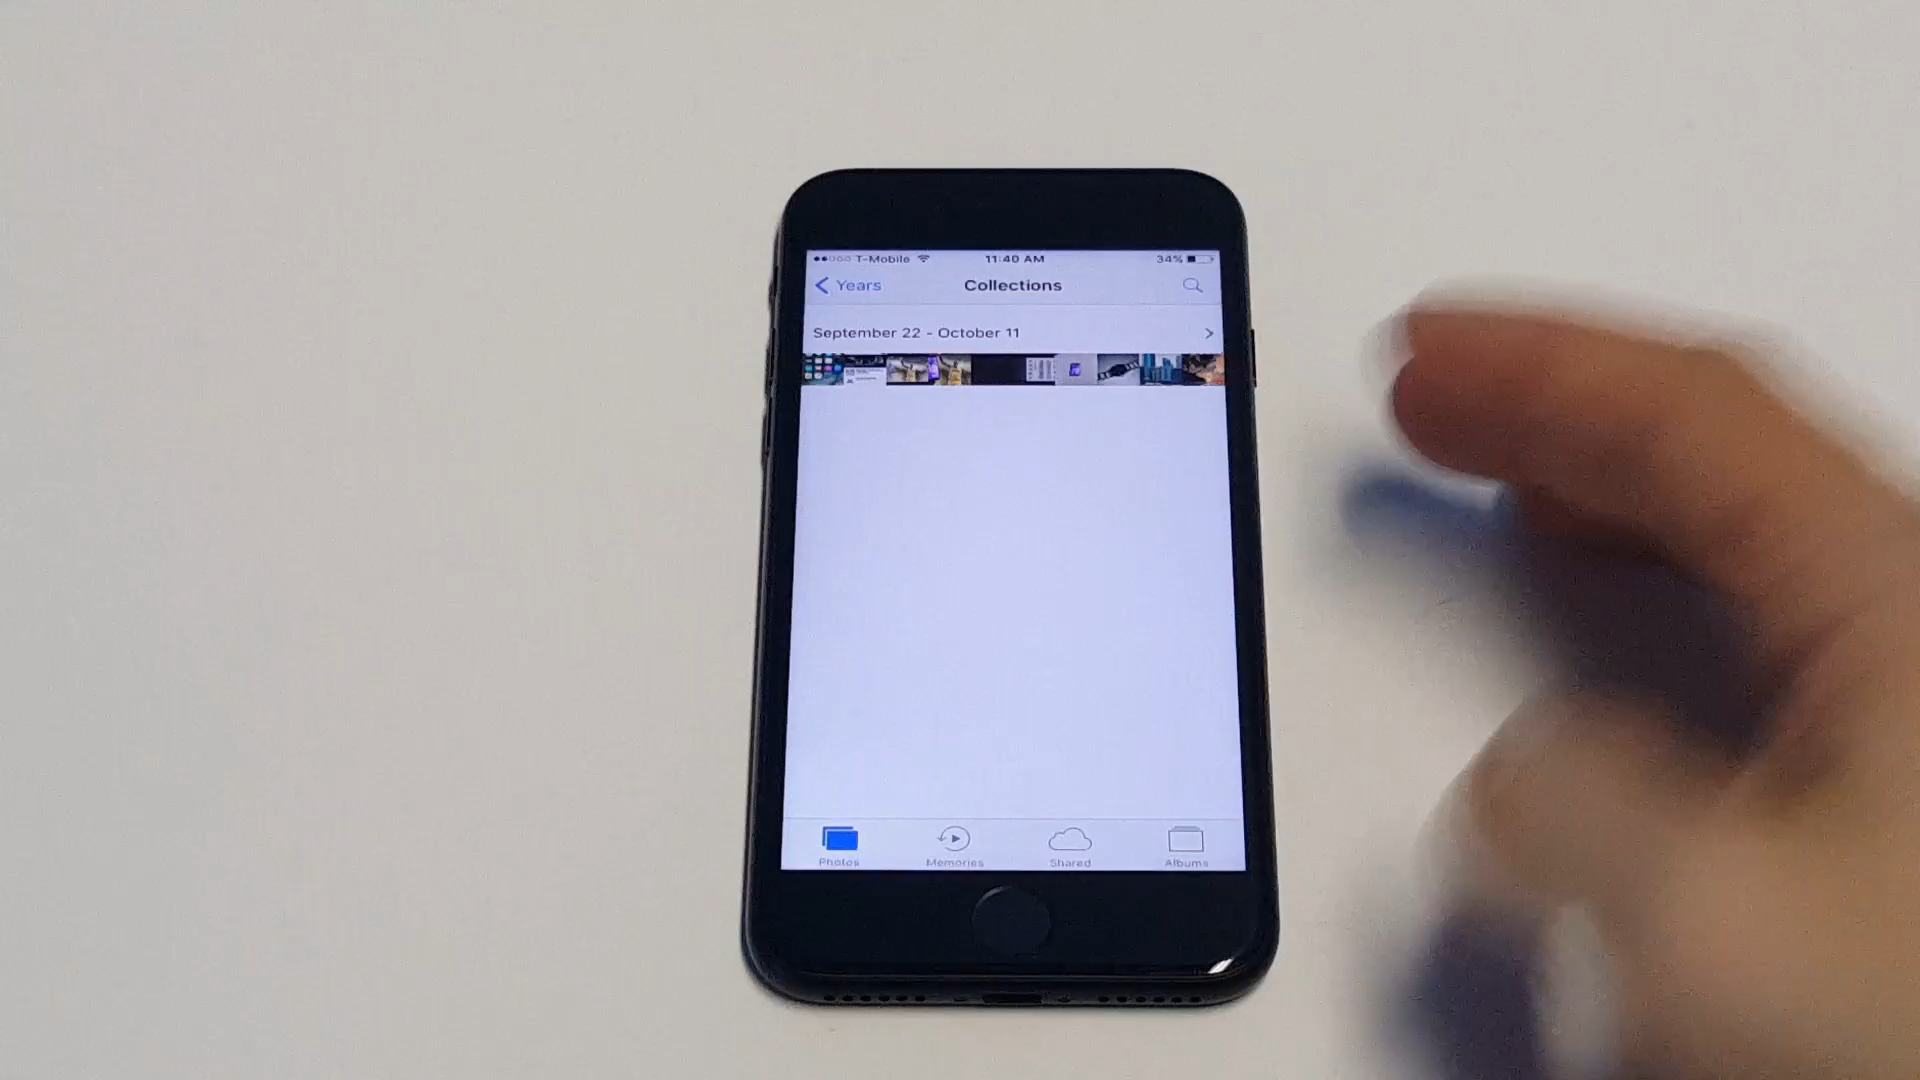 T-Mobile 11:40 AM 34%
Years Collections
September 22 - October 11
Photos Memories Shared Albums